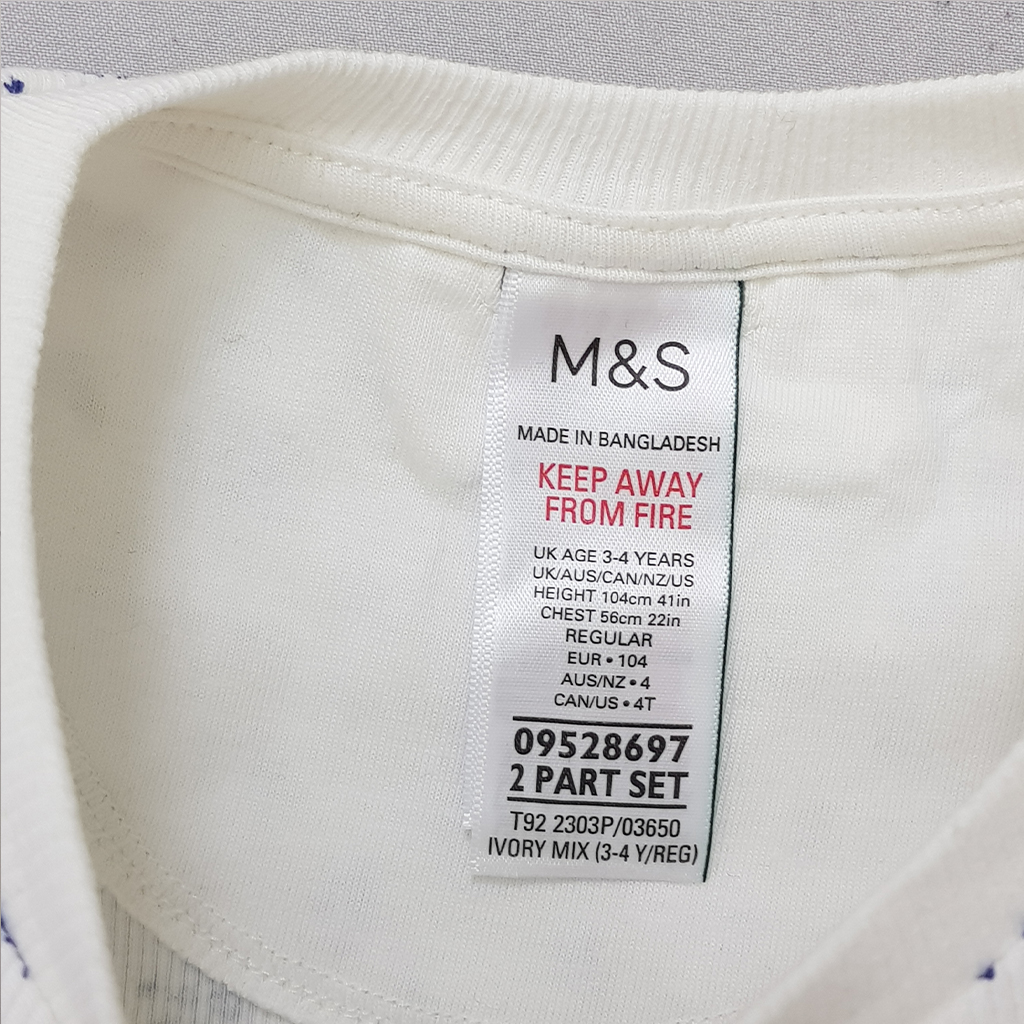 M&S
MADE IN BANGLADESH
KEEP AWAY
FROM FIRE
UK AGE 3-4 YEARS
UK/AUS/CAN/NZ/US
HEIGHT 104cm 41in
CHEST 56cm 22in
REGULAR
EUR • 104
AUS/NZ • 4
CAN/US • 4T
09528697
2 PART SET
T92 2303P/03650
IVORY MIX (3-4 Y/REG)